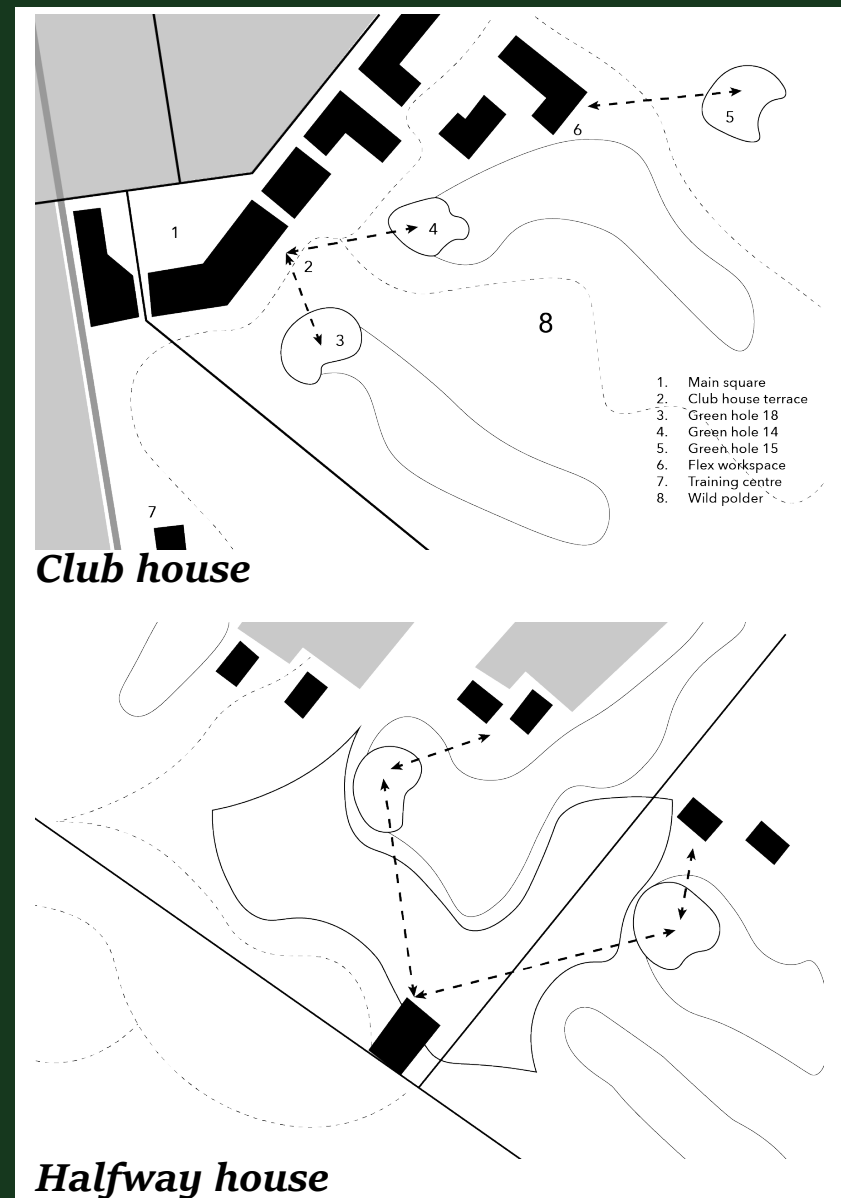 5
6
1
4
2
3
8
1. Main square
2. Club house terrace
3. Green hole 18
4. Green hole 14
5. Green hole 15
6. Flex workspace
7. Training centre
8. Wild polder
7
Club house
Halfway house